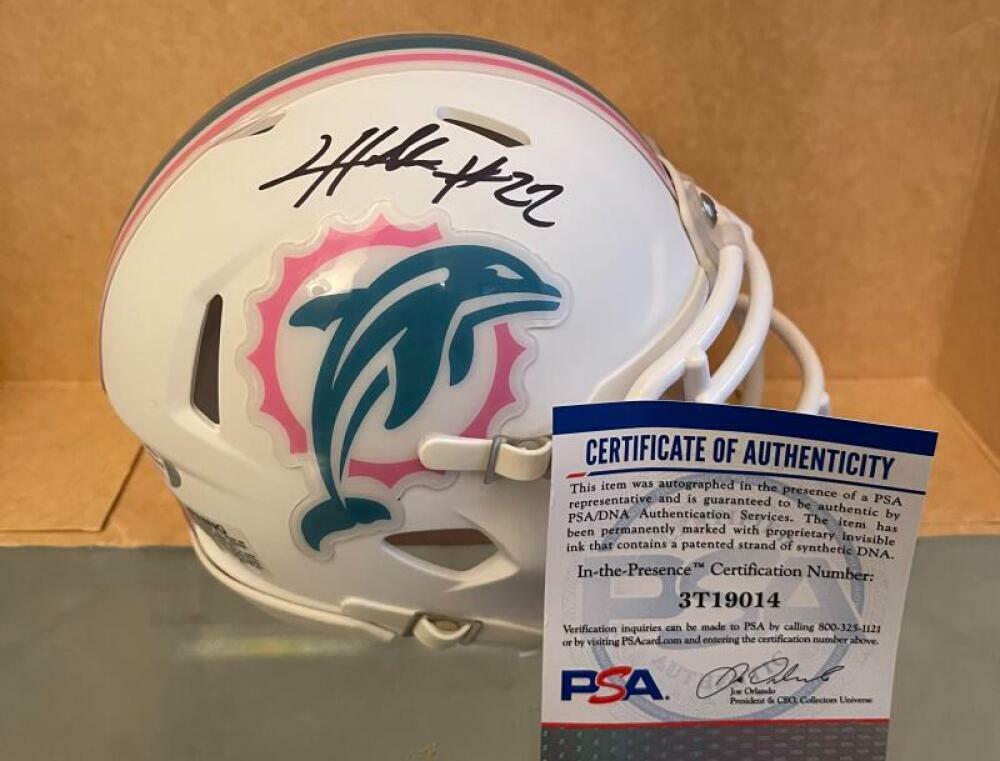 #22
CERTIFICATE OF AUTHENTICITY
This item was autographed in the presence of a PSA
representative and is guaranteed to be authentic by
PSA/DNA Authentication Services. The item has
been permanently marked with proprietary invisible
ink that contains a patented strand of synthetic DNA.
In-the-Presence™ Certification Number:
3T19014
Verification inquiries can be made to PSA by calling 800-325-1121
or by visiting PSAcard.com and entering the certification number above.
PSA.
Joe Orlando
President & CEO, Collectors Universe